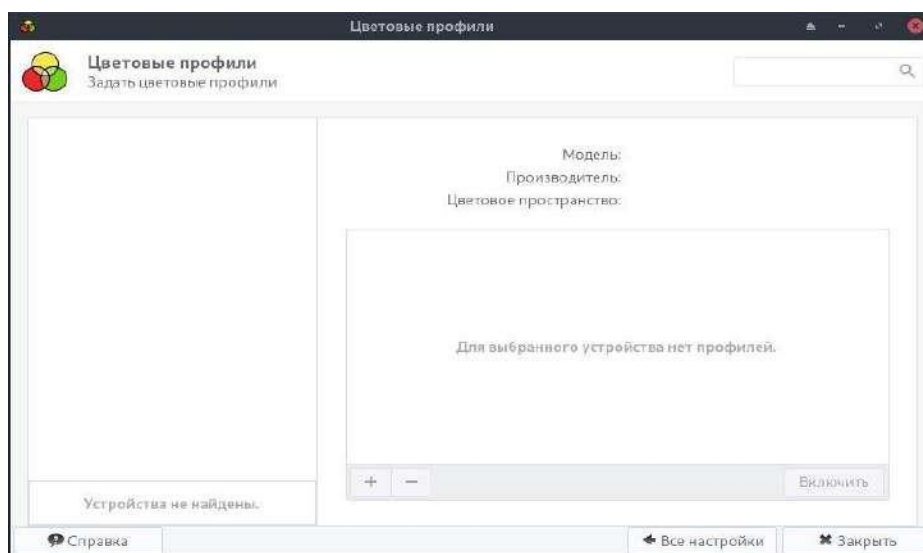 Цветовые профили
Цветовые профили
Задать цветовые профили
Модель:
Производитель:
Цветовое пространство:
Для выбранного устройства нет профилей.
Включить
Устройства не найдены.
Справка
Все настройки
Закрыть